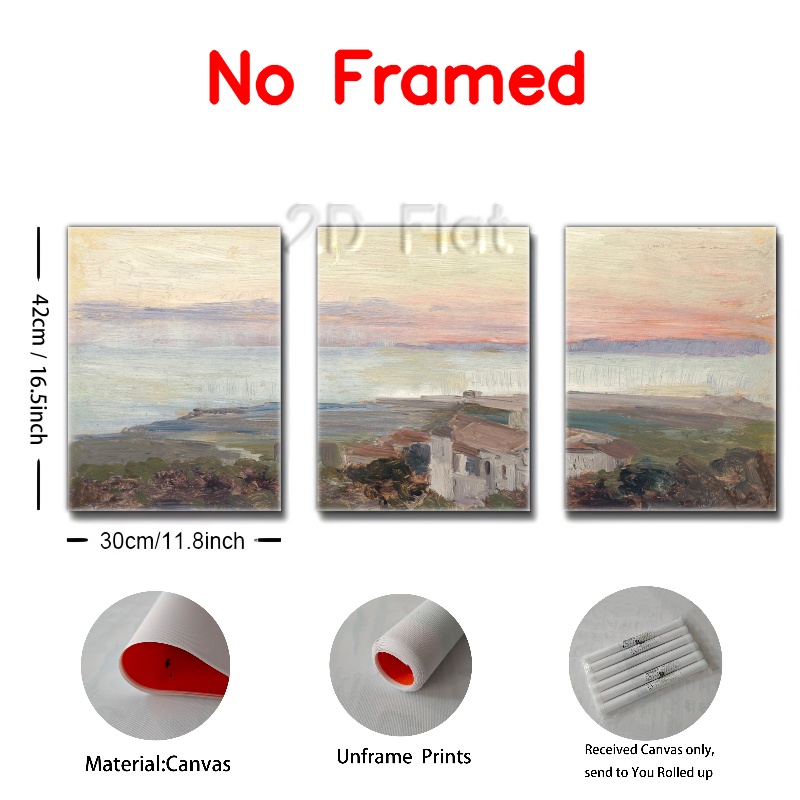 No Framed
2D Flat
42cm / 16.5inch
30cm/11.8inch
Material:Canvas
Unframe Prints
Received Canvas only,
send to You Rolled up